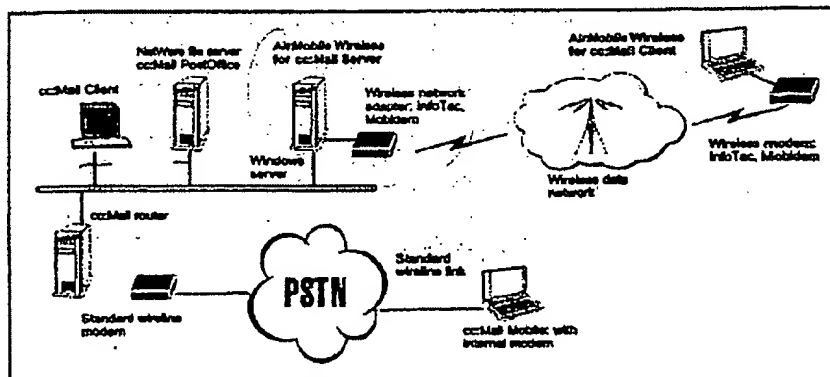 cc:Mail Client
NetWare file server
cc:Mail PostOffice
AirMobile Wireless
for cc:Mail Server
Wireless network
adapter; InfoTac,
Mobidem
Windows
server
AirMobile Wireless
for cc:Mail Client
Wireless modem;
InfoTac, Mobidem
Wireless data
network
cc:Mail router
Standard wireline
modem
PSTN
Standard
wireline link
cc:Mail Mobile; with
internal modem